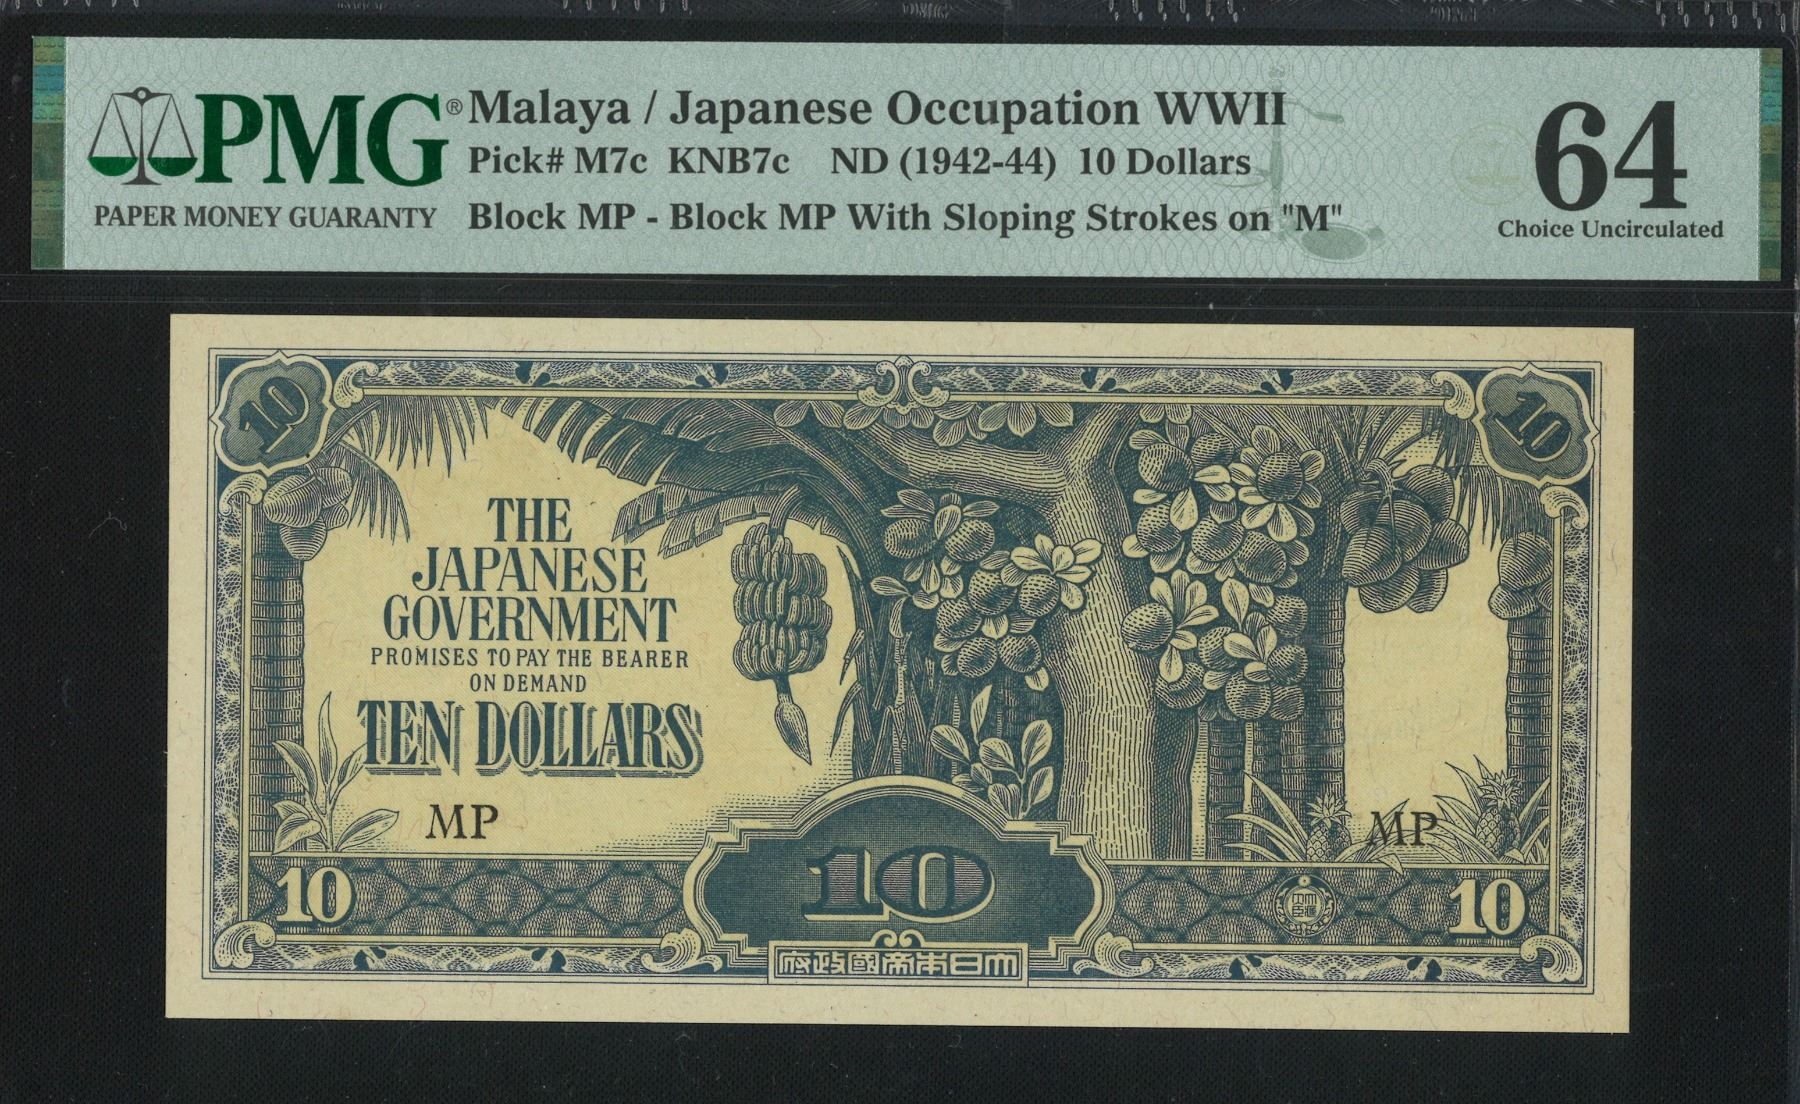 PMG®
PAPER MONEY GUARANTY
Malaya / Japanese Occupation WWII
Pick# M7c KNB7c ND (1942-44) 10 Dollars
Block MP - Block MP With Sloping Strokes on "M"
64
Choice Uncirculated
10
10
THE
JAPANESE
GOVERNMENT
PROMISES TO PAY THE BEARER
ON DEMAND
TEN DOLLARS
MP
MP
10
10
10
府政國帝本日大